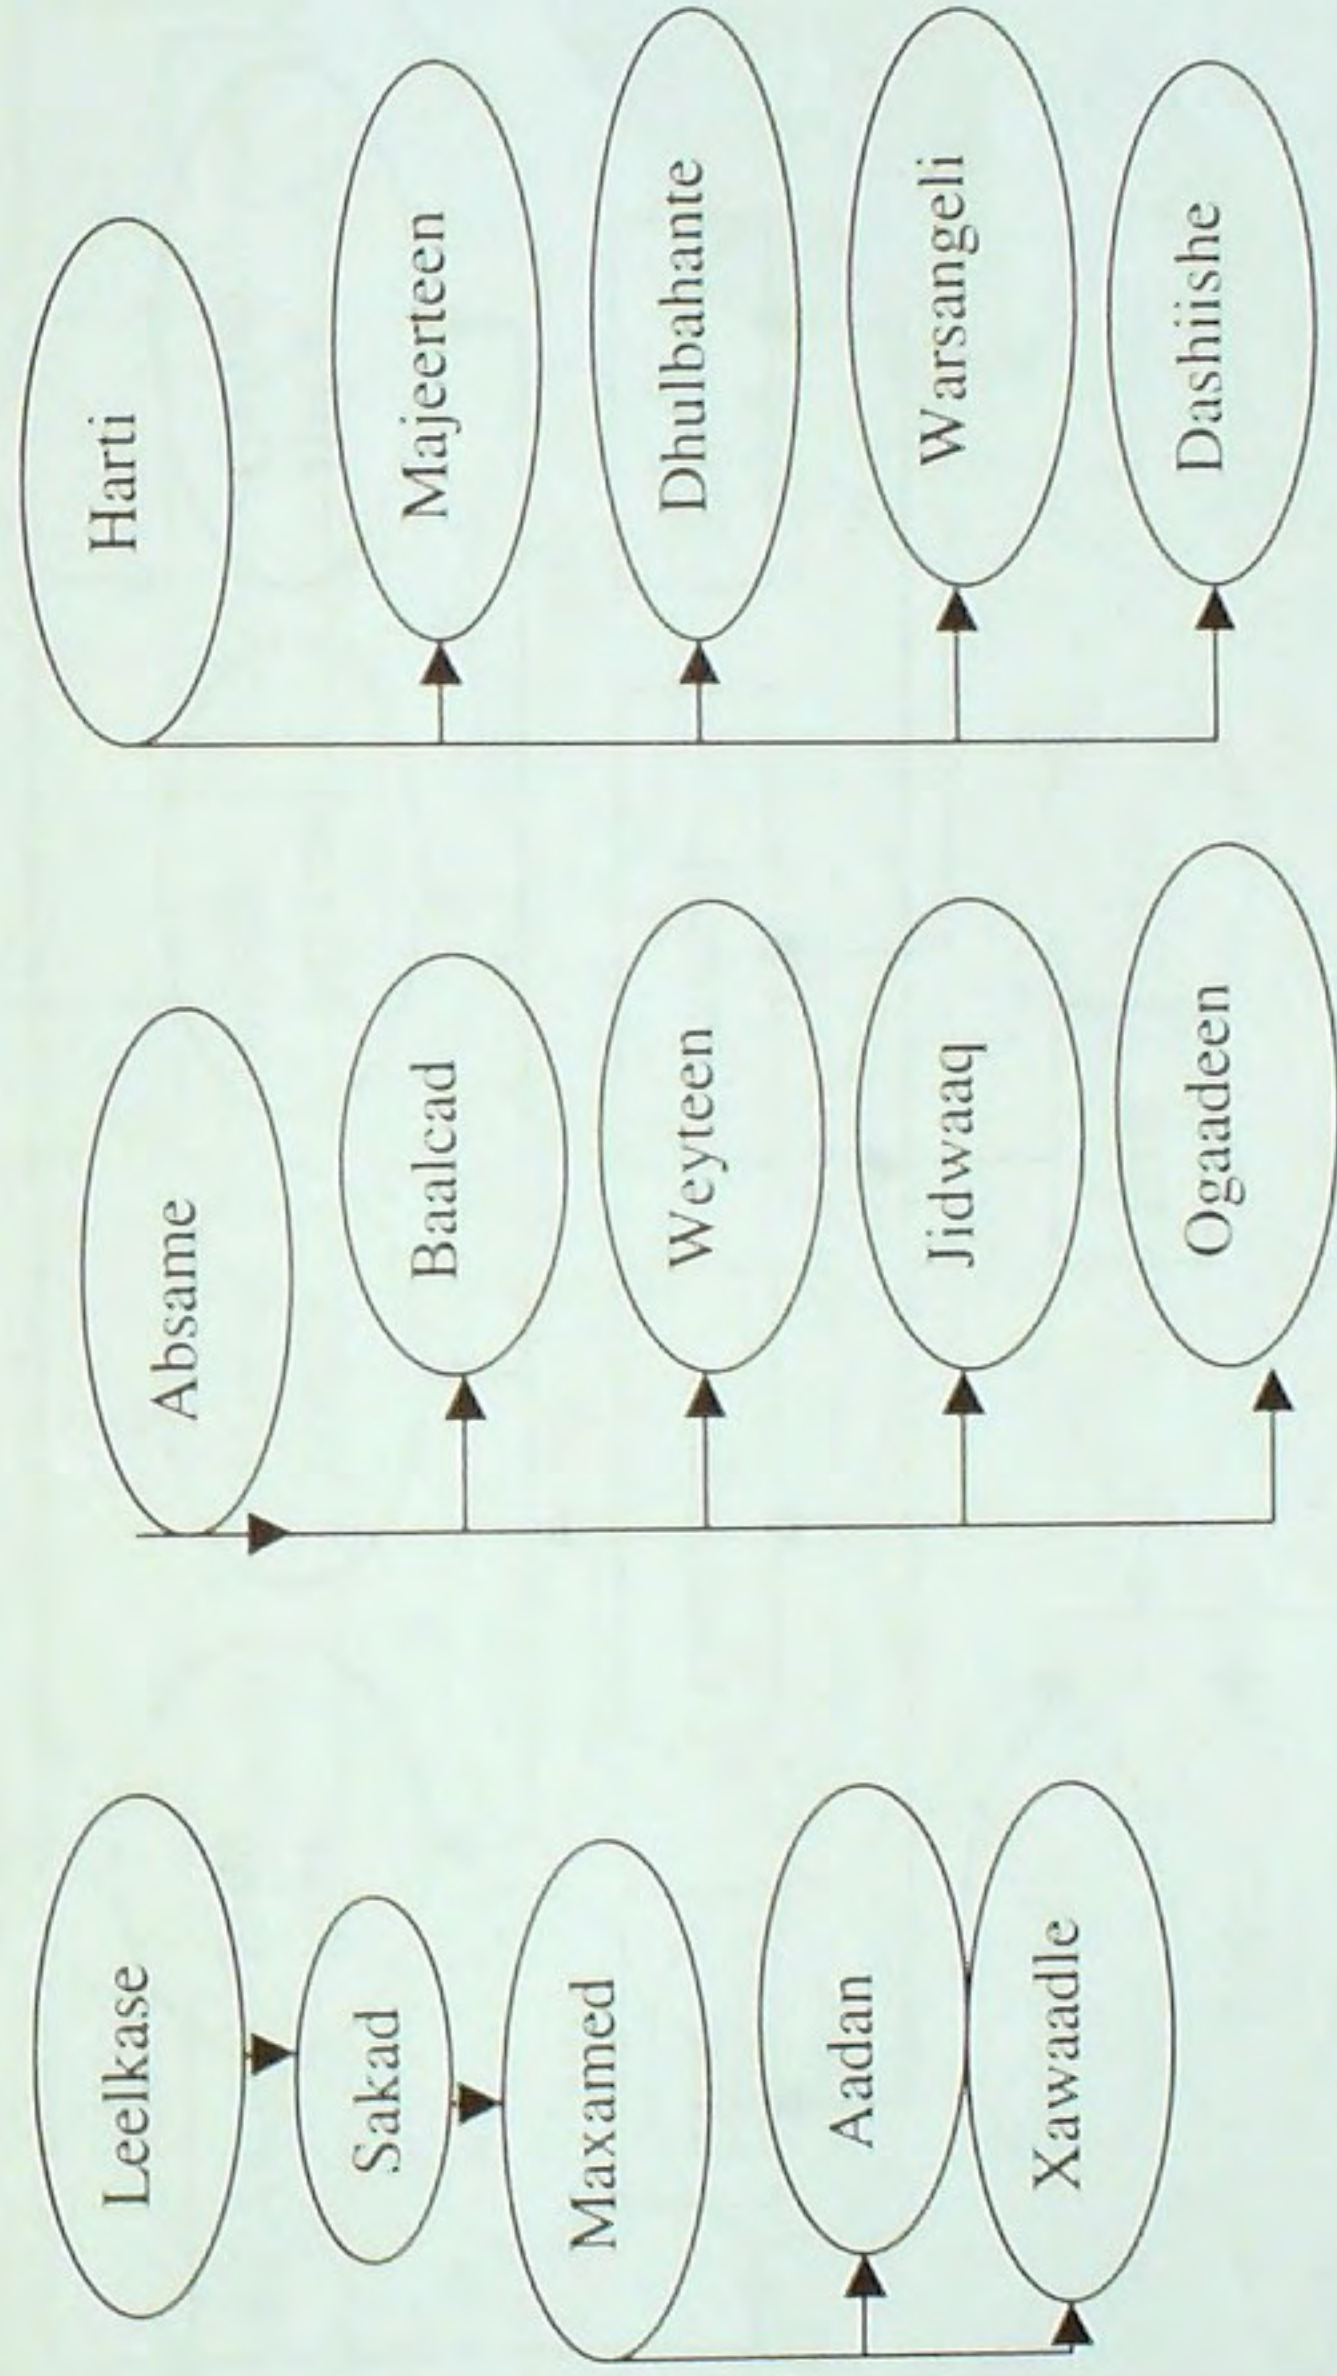 Leelkase
Sakad
Maxamed
Aadan
Xawaadle
Absame
Baalcad
Weyteen
Jidwaaq
Ogaadeen
Harti
Majeerteen
Dhulbahante
Warsangeli
Dashiishe